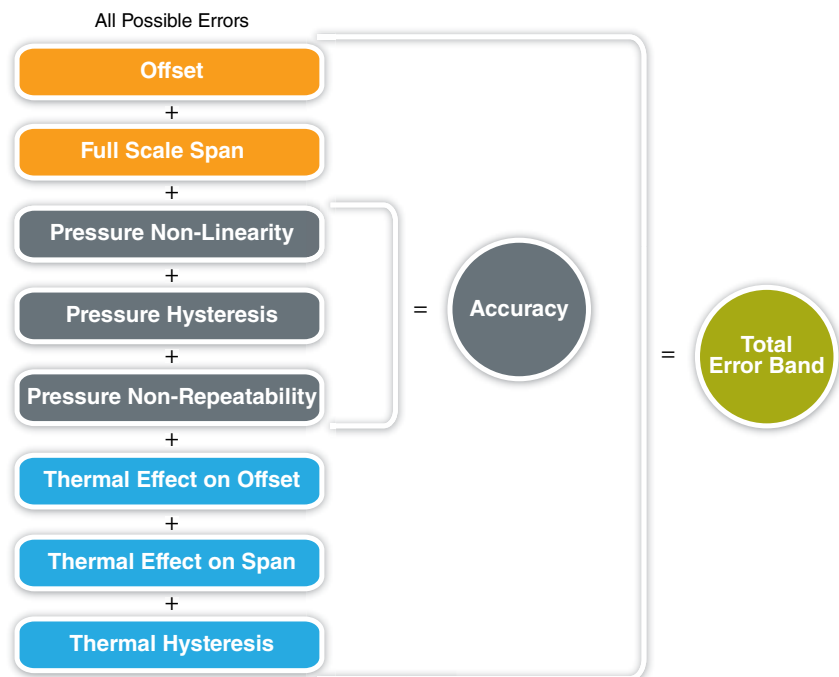 All Possible Errors
Offset
+
Full Scale Span
+
Pressure Non-Linearity
+
Pressure Hysteresis
+
Pressure Non-Repeatability
+
Thermal Effect on Offset
+
Thermal Effect on Span
+
Thermal Hysteresis
=
Accuracy
=
Total
Error Band